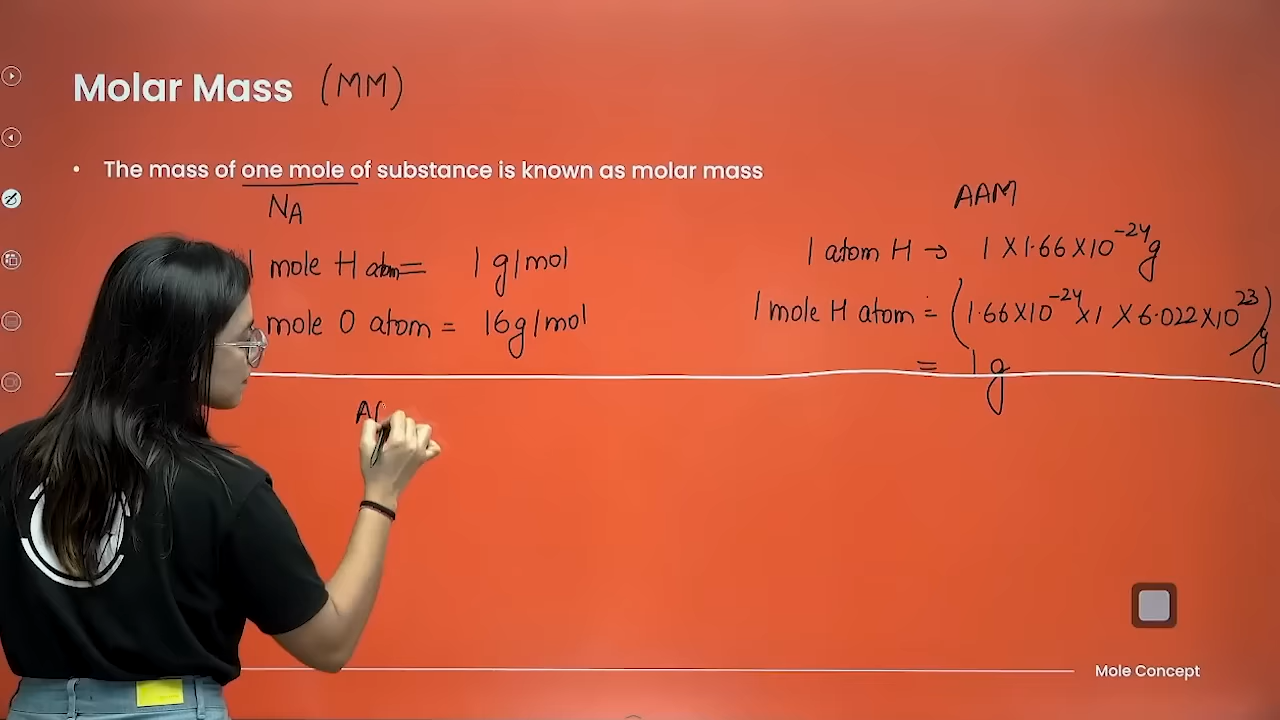 Molar Mass (MM)
• The mass of one mole of substance is known as molar mass
NA
1 mole H atom = 1 g/mol
mole O atom = 16g/mol
AAM
1 atom H → 1 X 1.66 X 10⁻²⁴ g
1 mole H atom = (1.66 X 10⁻²⁴ X 1 X 6.022 X 10²³) g
= 1 g
Mole Concept